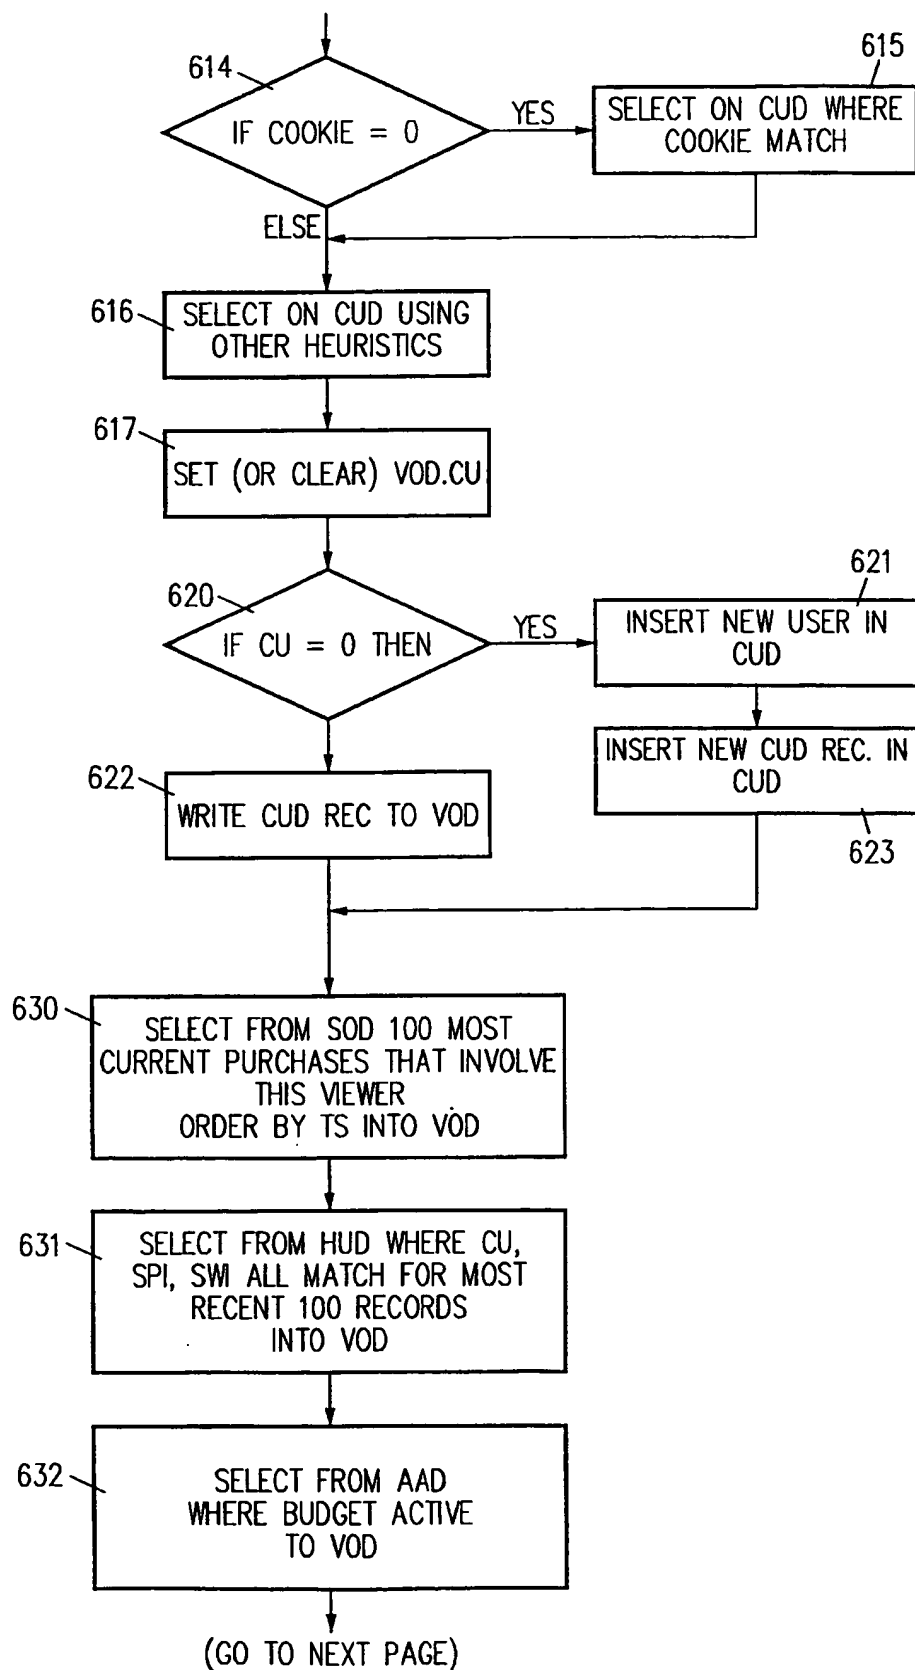 614
IF COOKIE = 0
YES
615
SELECT ON CUD WHERE
COOKIE MATCH
ELSE
616
SELECT ON CUD USING
OTHER HEURISTICS
617
SET (OR CLEAR) VOD.CU
620
IF CU = 0 THEN
YES
621
INSERT NEW USER IN
CUD
INSERT NEW CUD REC. IN
CUD
623
622
WRITE CUD REC TO VOD
630
SELECT FROM SOD 100 MOST
CURRENT PURCHASES THAT INVOLVE
THIS VIEWER
ORDER BY TS INTO VOD
631
SELECT FROM HUD WHERE CU,
SPI, SWI ALL MATCH FOR MOST
RECENT 100 RECORDS
INTO VOD
632
SELECT FROM AAD
WHERE BUDGET ACTIVE
TO VOD
(GO TO NEXT PAGE)